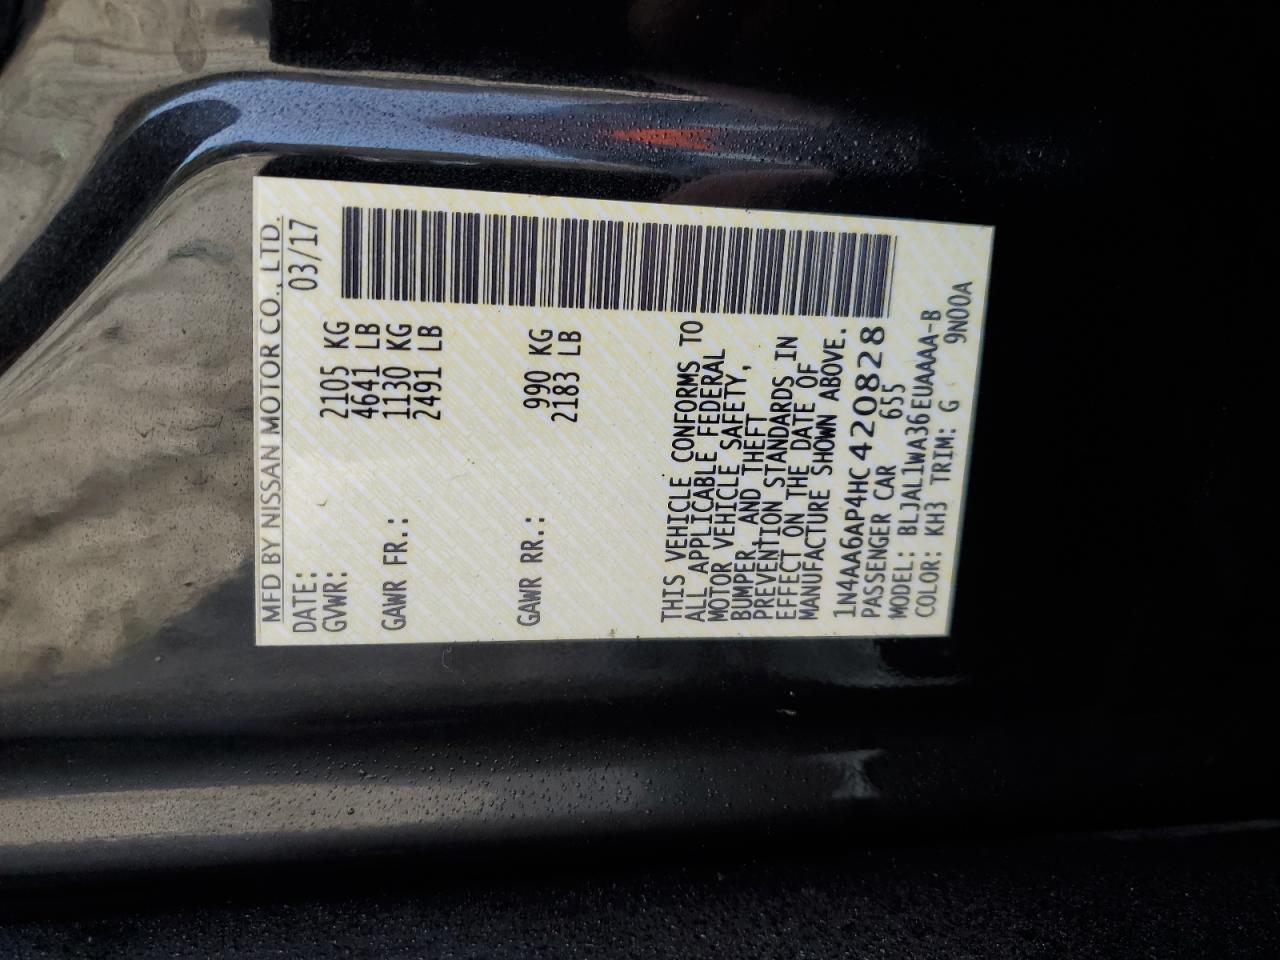 MFD BY NISSAN MOTOR CO., LTD.
DATE: 03/17
GVWR: 2105 KG
4641 LB
GAWR FR.: 1130 KG
2491 LB
GAWR RR.: 990 KG
2183 LB
THIS VEHICLE CONFORMS TO
ALL APPLICABLE FEDERAL
MOTOR VEHICLE SAFETY,
BUMPER, AND THEFT
PREVENTION STANDARDS IN
EFFECT ON THE DATE OF
MANUFACTURE SHOWN ABOVE.
1N4AA6AP4HC420828
PASSENGER CAR 655
MODEL: BLJAL1WA36EUAAAA-B
COLOR: KH3 TRIM: G 9N00A